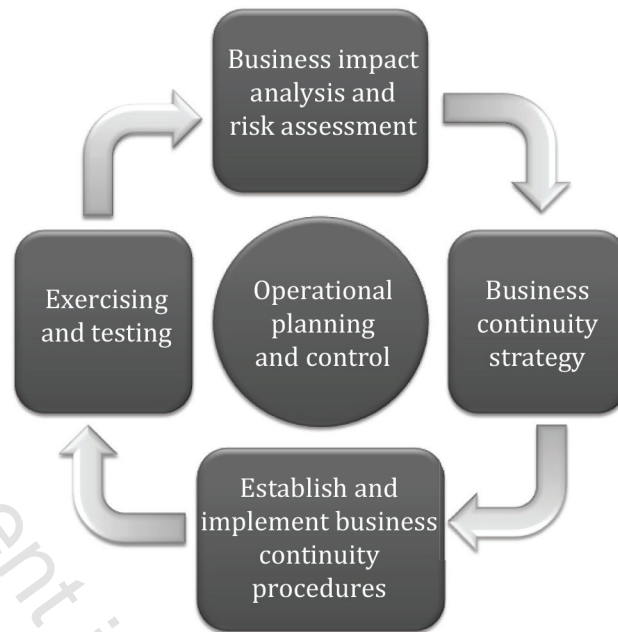 Business impact
analysis and
risk assessment
Exercising
and testing
Operational
planning
and control
Business
continuity
strategy
Establish and
implement business
continuity
procedures